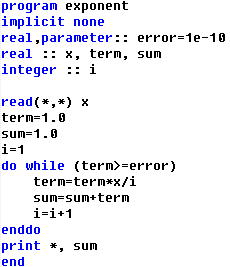 program exponent
implicit none
real,parameter:: error=1e-10
real :: x, term, sum
integer :: i

read(*,*) x
term=1.0
sum=1.0
i=1
do while (term>=error)
    term=term*x/i
    sum=sum+term
    i=i+1
enddo
print *, sum
end